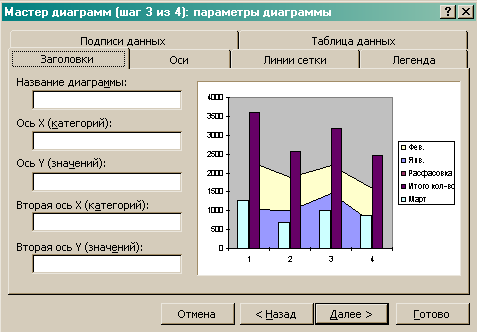 Мастер диаграмм (шаг 3 из 4): параметры диаграммы
Подписи данных Таблица данных
Заголовки Оси Линии сетки Легенда
Название диаграммы:
Ось X (категорий):
Ось Y (значений):
Вторая ось X (категорий):
Вторая ось Y (значений):
4000
3500
3000
2500
2000
1500
1000
500
0
1 2 3 4
Фев.
Янв.
Расфасовка
Итого кол-во
Март
Отмена < Назад Далее > Готово